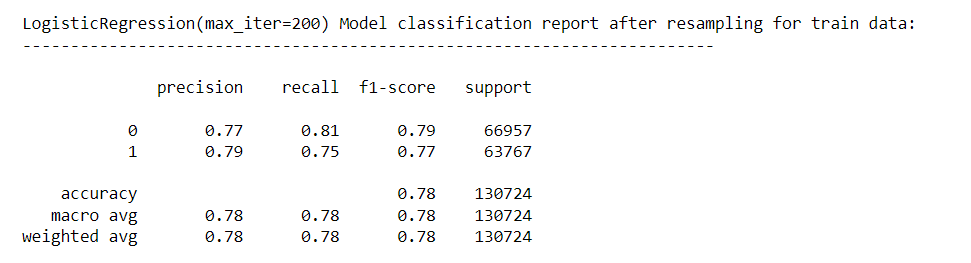 LogisticRegression(max_iter=200) Model classification report after resampling for train data:
------------------------------------------------------------------------
precision recall f1-score support
0 0.77 0.81 0.79 66957
1 0.79 0.75 0.77 63767
accuracy 0.78 130724
macro avg 0.78 0.78 0.78 130724
weighted avg 0.78 0.78 0.78 130724